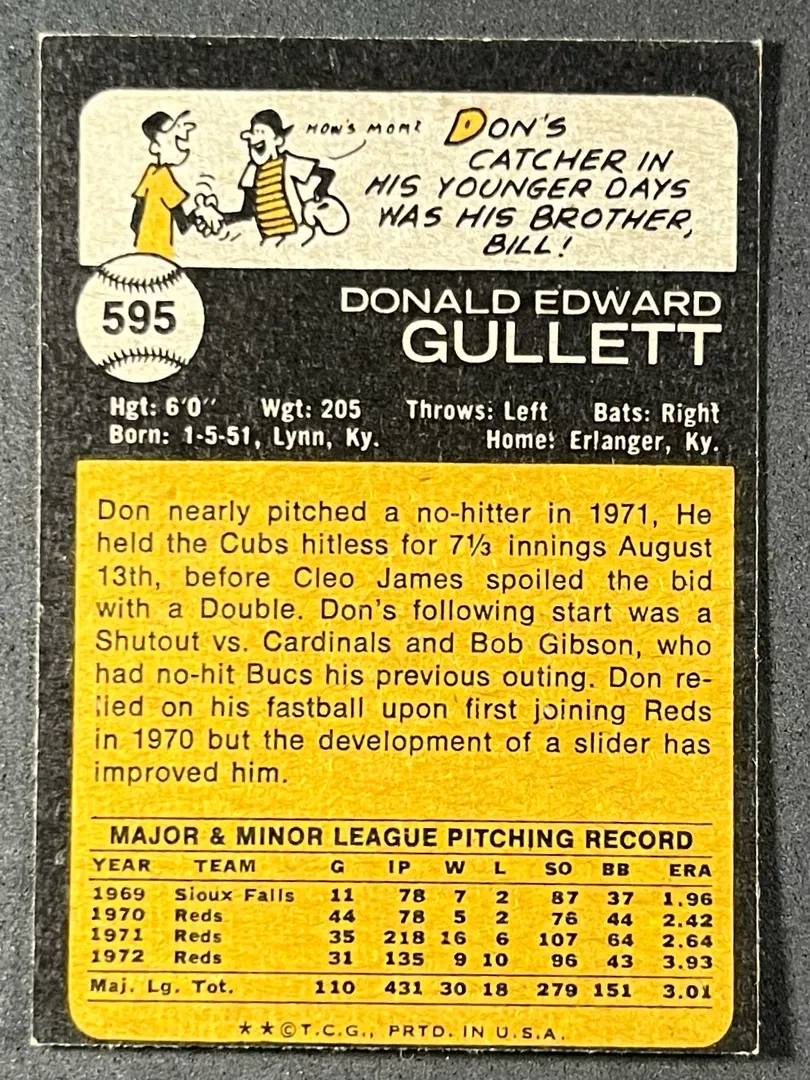 HOW'S MOM?
DON'S
CATCHER IN
HIS YOUNGER DAYS
WAS HIS BROTHER,
BILL!
595
DONALD EDWARD
GULLETT
Hgt: 6'0" Wgt: 205 Throws: Left Bats: Right
Born: 1-5-51, Lynn, Ky. Home: Erlanger, Ky.
Don nearly pitched a no-hitter in 1971, He
held the Cubs hitless for 7⅓ innings August
13th, before Cleo James spoiled the bid
with a Double. Don's following start was a
Shutout vs. Cardinals and Bob Gibson, who
had no-hit Bucs his previous outing. Don re-
lied on his fastball upon first joining Reds
in 1970 but the development of a slider has
improved him.
MAJOR & MINOR LEAGUE PITCHING RECORD
YEAR TEAM G IP W L SO BB ERA
1969 Sioux Falls 11 78 7 2 87 37 1.96
1970 Reds 44 78 5 2 76 44 2.42
1971 Reds 35 218 16 6 107 64 2.64
1972 Reds 31 135 9 10 96 43 3.93
Maj. Lg. Tot. 110 431 30 18 279 151 3.01
★★©T.C.G., PRTD. IN U.S.A.